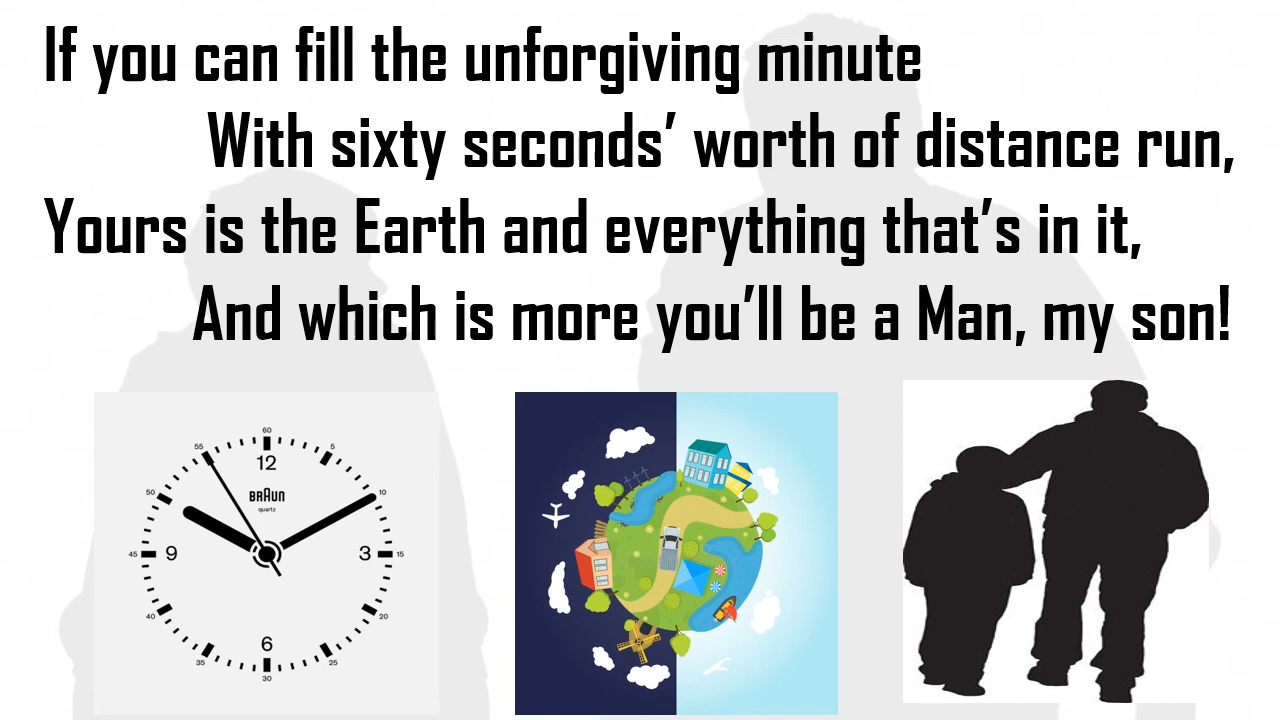 If you can fill the unforgiving minute
With sixty seconds’ worth of distance run,
Yours is the Earth and everything that’s in it,
And which is more you’ll be a Man, my son!
60
55 5
12
50 BRAUN 10
quartz
45 9 3 15
40 20
6
35 25
30